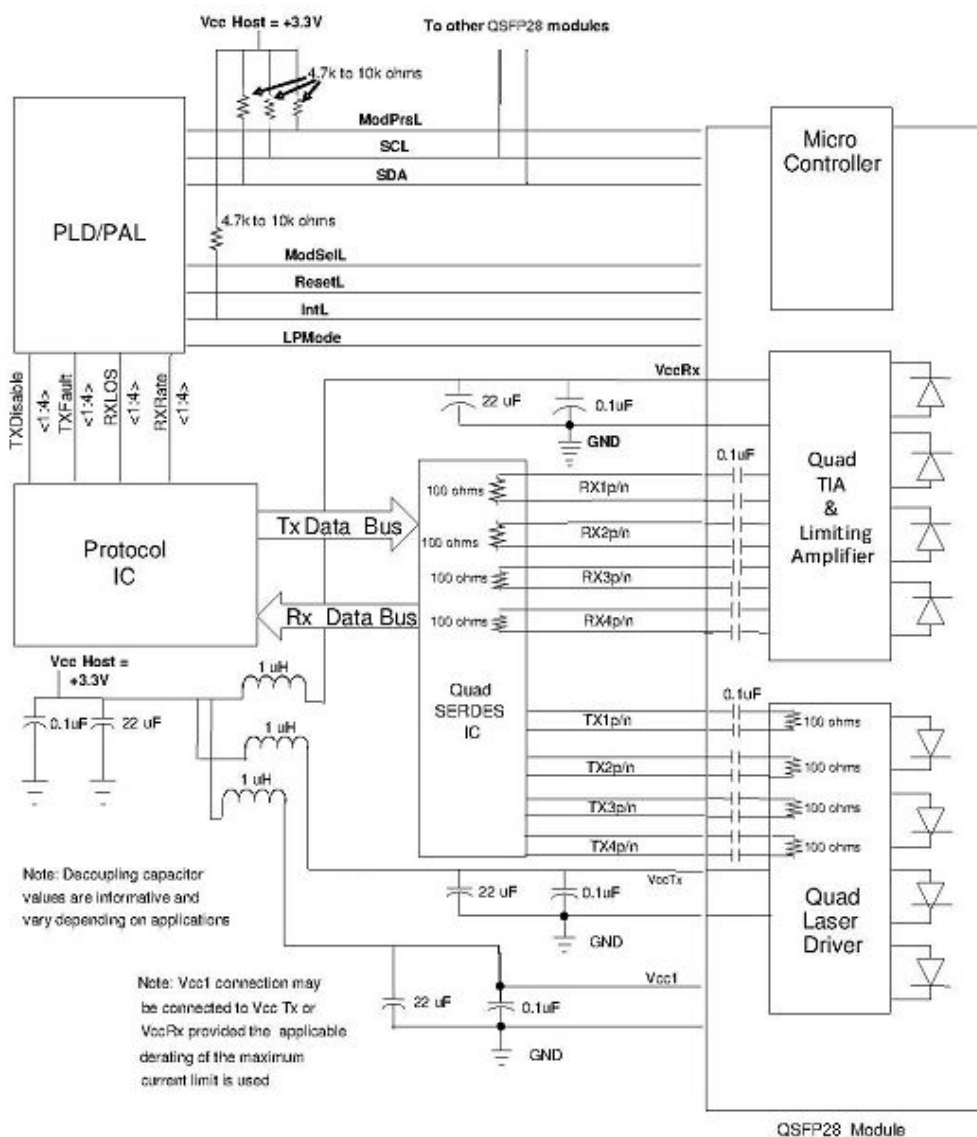 Vcc Host = +3.3V
To other QSFP28 modules
4.7k to 10k ohms
ModPrsL
SCL
SDA
Micro
Controller
PLD/PAL
4.7k to 10k ohms
ModSelL
ResetL
IntL
LPMode
TXDisable
<1:4>
TXFault
<1:4>
RXLOS
<1:4>
RXRate
<1:4>
VccRx
22 uF
0.1uF
GND
0.1uF
Quad
TIA
&
Limiting
Amplifier
100 ohms
RX1p/n
100 ohms
RX2p/n
100 ohms
RX3p/n
100 ohms
RX4p/n
Tx Data Bus
Protocol
IC
Rx Data Bus
Vcc Host =
+3.3V
0.1uF
22 uF
1 uH
1 uH
1 uH
Quad
SERDES
IC
0.1uF
TX1p/n
100 ohms
TX2p/n
100 ohms
TX3p/n
100 ohms
TX4p/n
100 ohms
VccTx
22 uF
0.1uF
GND
Quad
Laser
Driver
Note: Decoupling capacitor
values are informative and
vary depending on applications
Note: Vcc1 connection may
be connected to Vcc Tx or
VccRx provided the applicable
derating of the maximum
current limit is used
Vcc1
22 uF
0.1uF
GND
QSFP28 Module